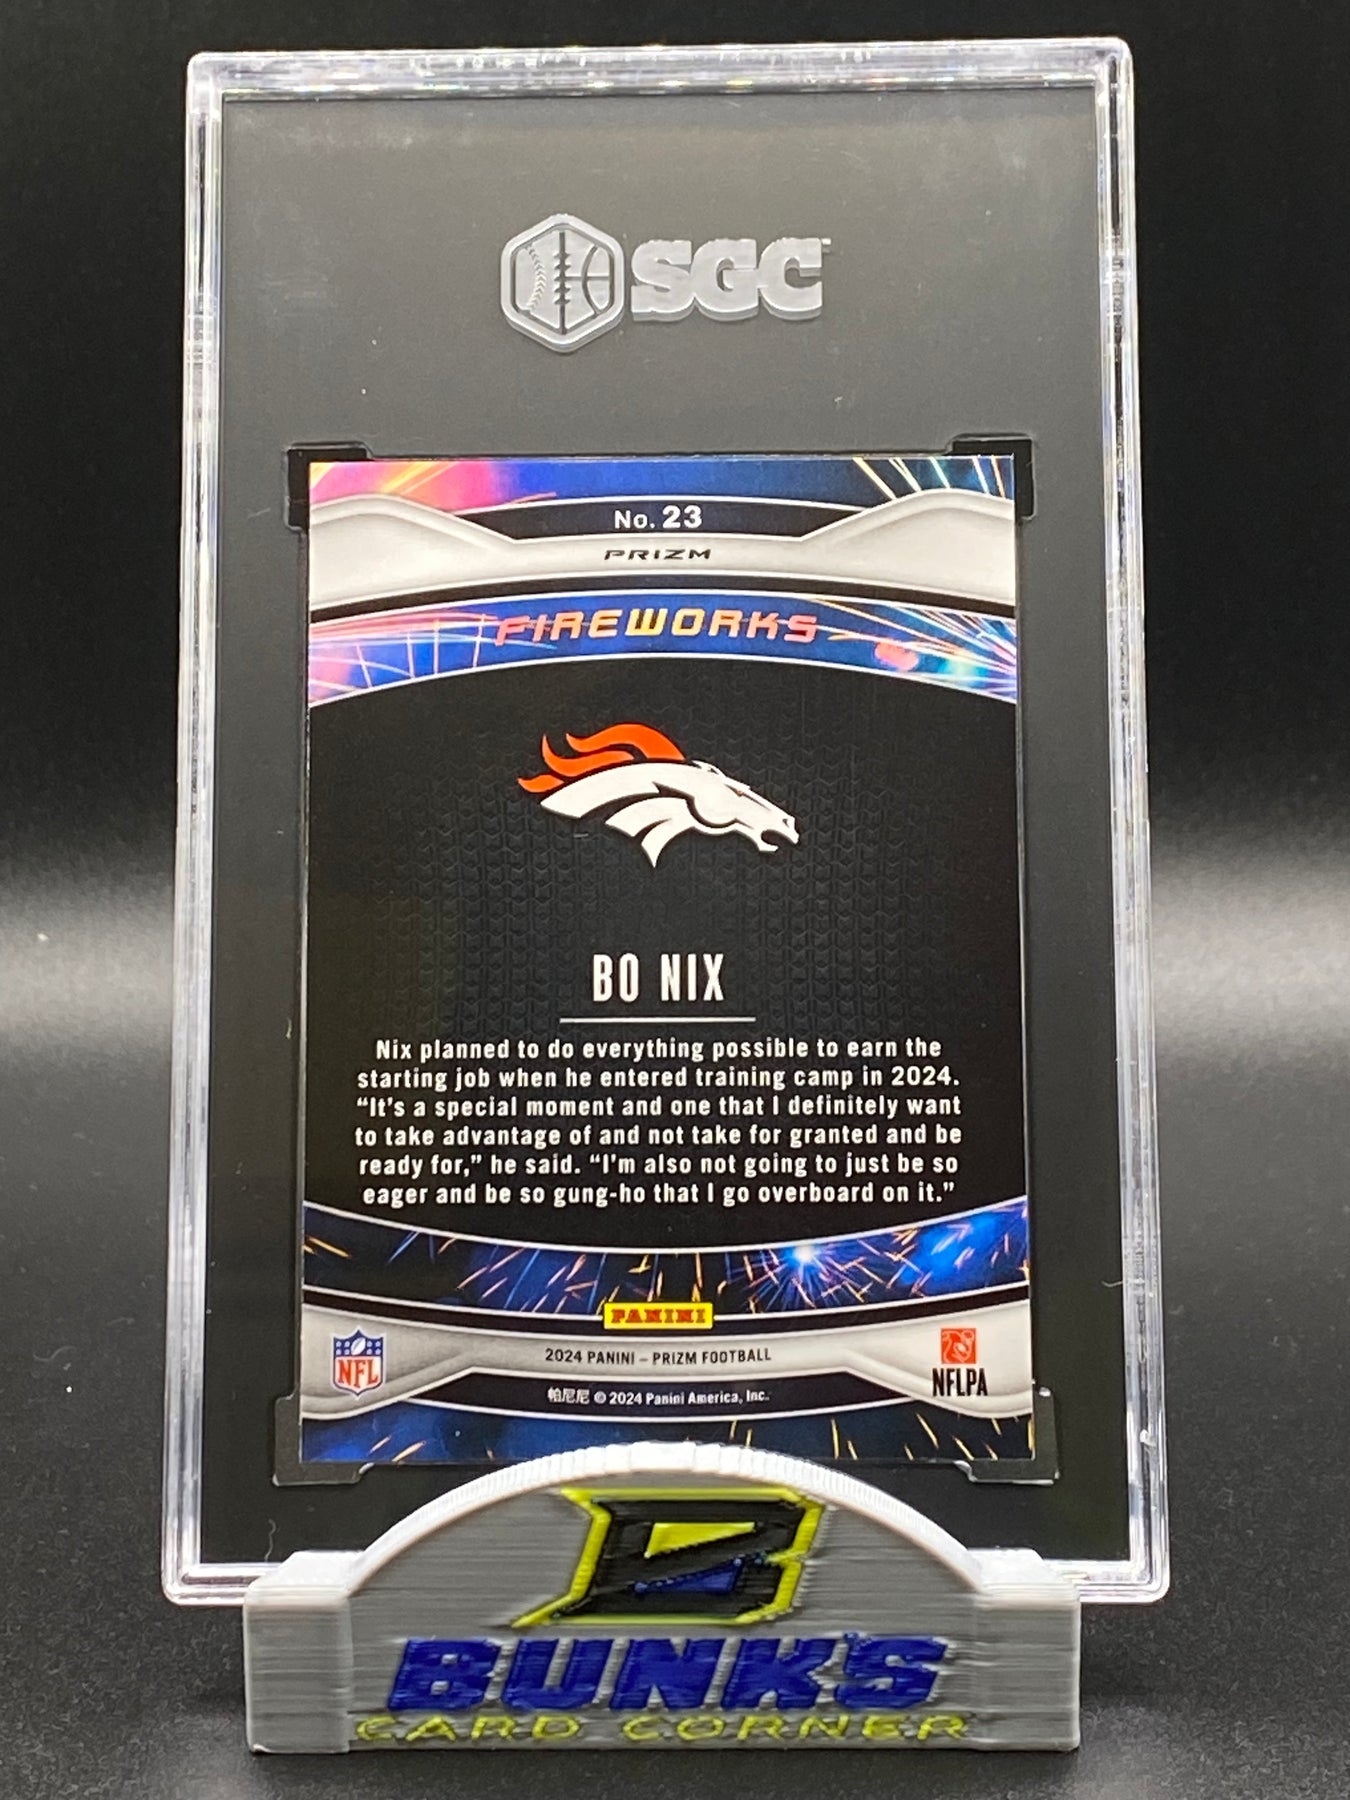 SGC
No. 23
PRIZM
FIREWORKS
BO NIX
Nix planned to do everything possible to earn the
starting job when he entered training camp in 2024.
“It's a special moment and one that I definitely want
to take advantage of and not take for granted and be
ready for,” he said. “I'm also not going to just be so
eager and be so gung-ho that I go overboard on it.”
PANINI
NFL
2024 PANINI – PRIZM FOOTBALL
NFLPA
帕尼尼 © 2024 Panini America, Inc.
B
BUNKS
CARD CORNER